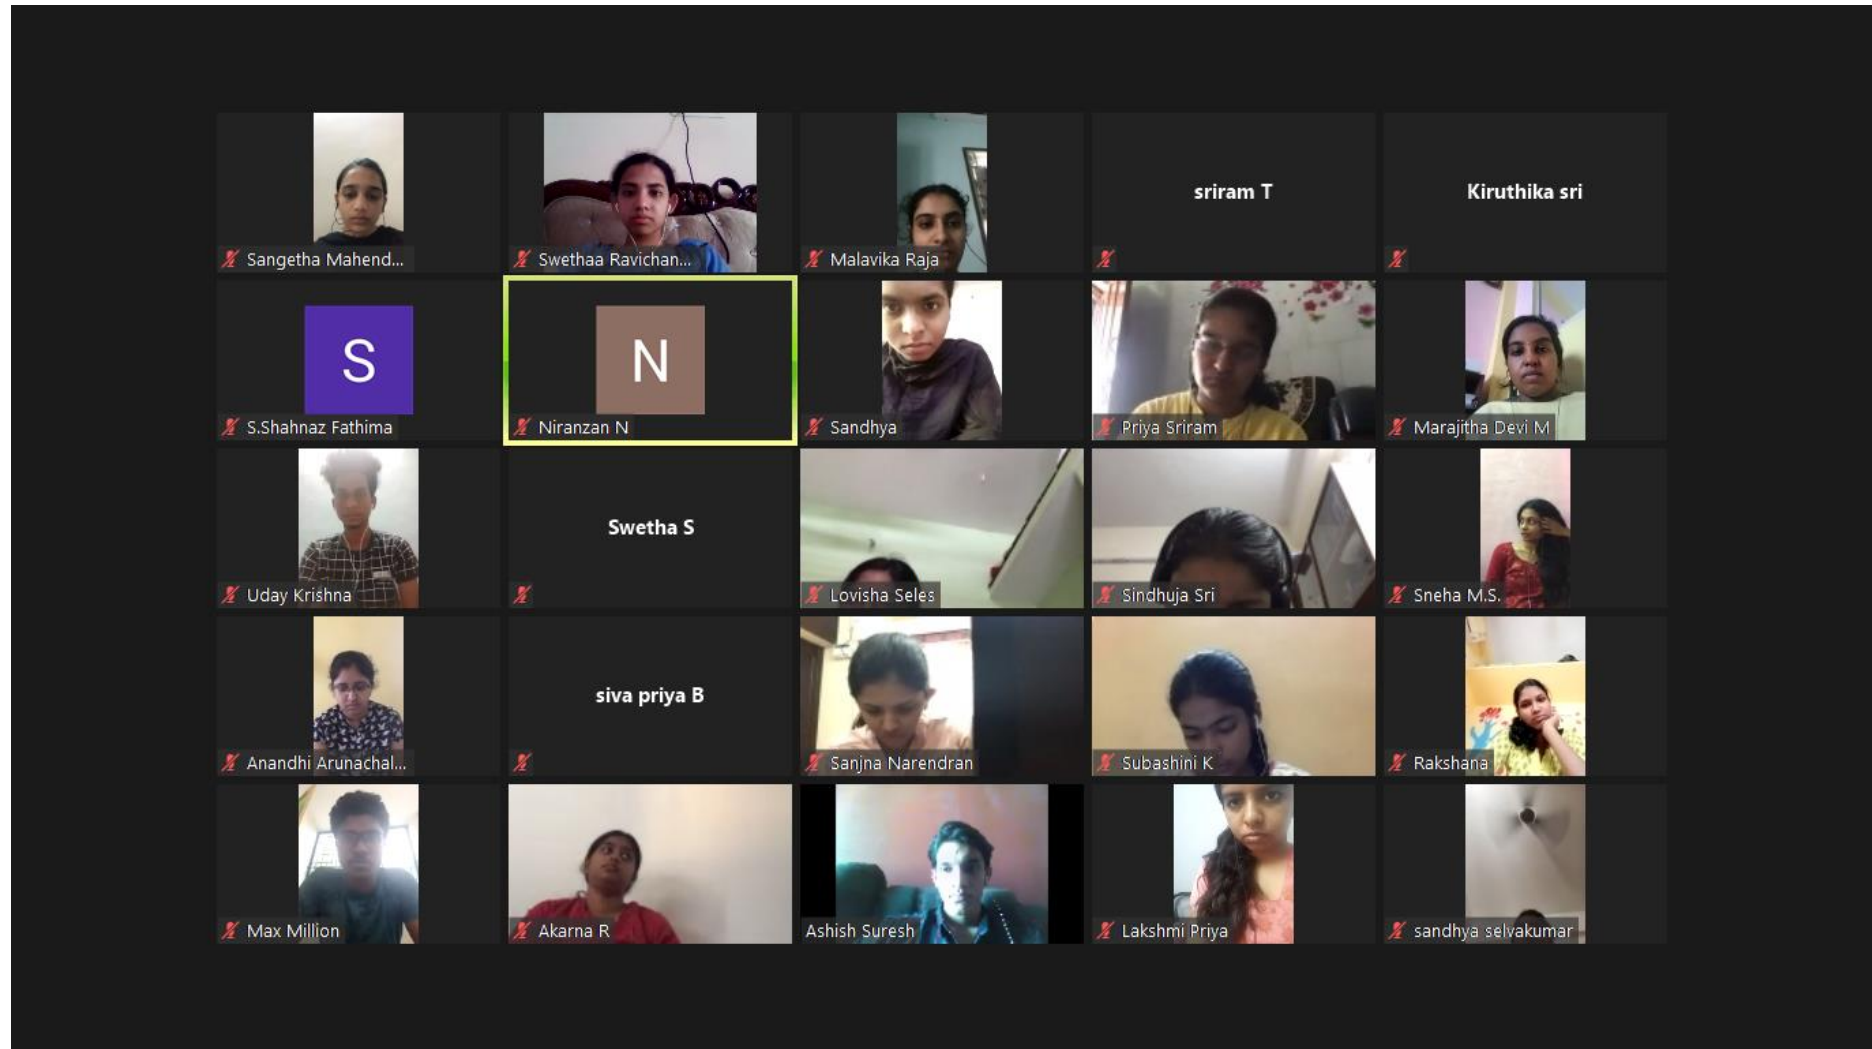 Sangetha Mahend...
Swethaa Ravichan...
Malavika Raja
sriram T
Kiruthika sri
S
S.Shahnaz Fathima
N
Niranzan N
Sandhya
Priya Sriram
Marajitha Devi M
Uday Krishna
Swetha S
Lovisha Seles
Sindhuja Sri
Sneha M.S.
Anandhi Arunachal...
siva priya B
Sanjna Narendran
Subashini K
Rakshana
Max Million
Akarna R
Ashish Suresh
Lakshmi Priya
sandhya selvakumar